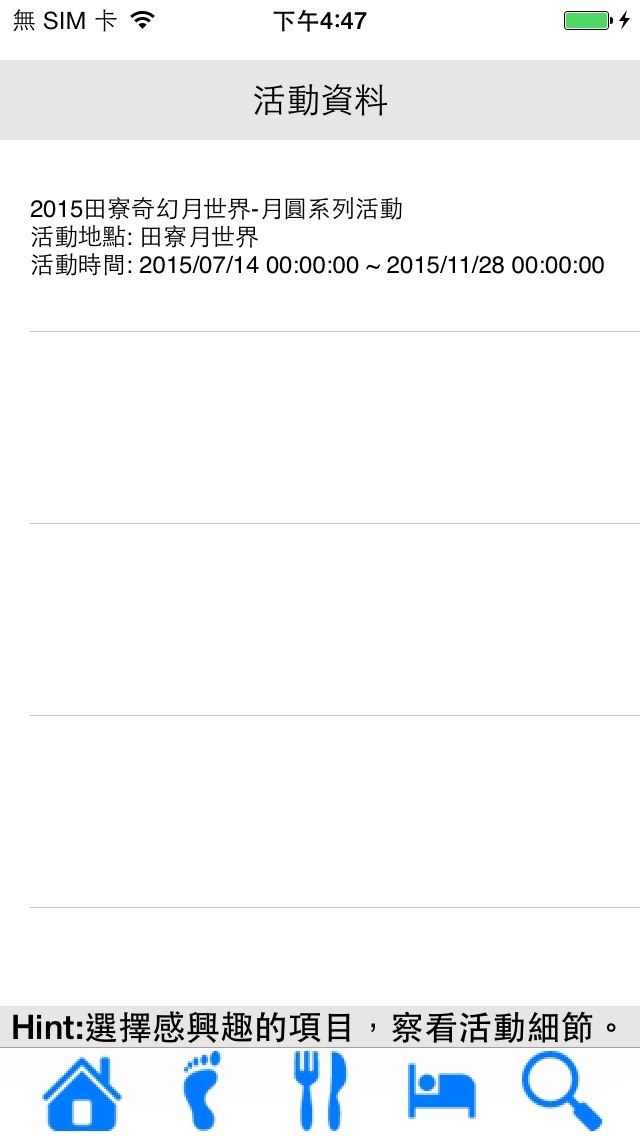 無 SIM 卡 下午4:47
活動資料
2015田寮奇幻月世界-月圓系列活動
活動地點: 田寮月世界
活動時間: 2015/07/14 00:00:00 ~ 2015/11/28 00:00:00
Hint:選擇感興趣的項目，察看活動細節。